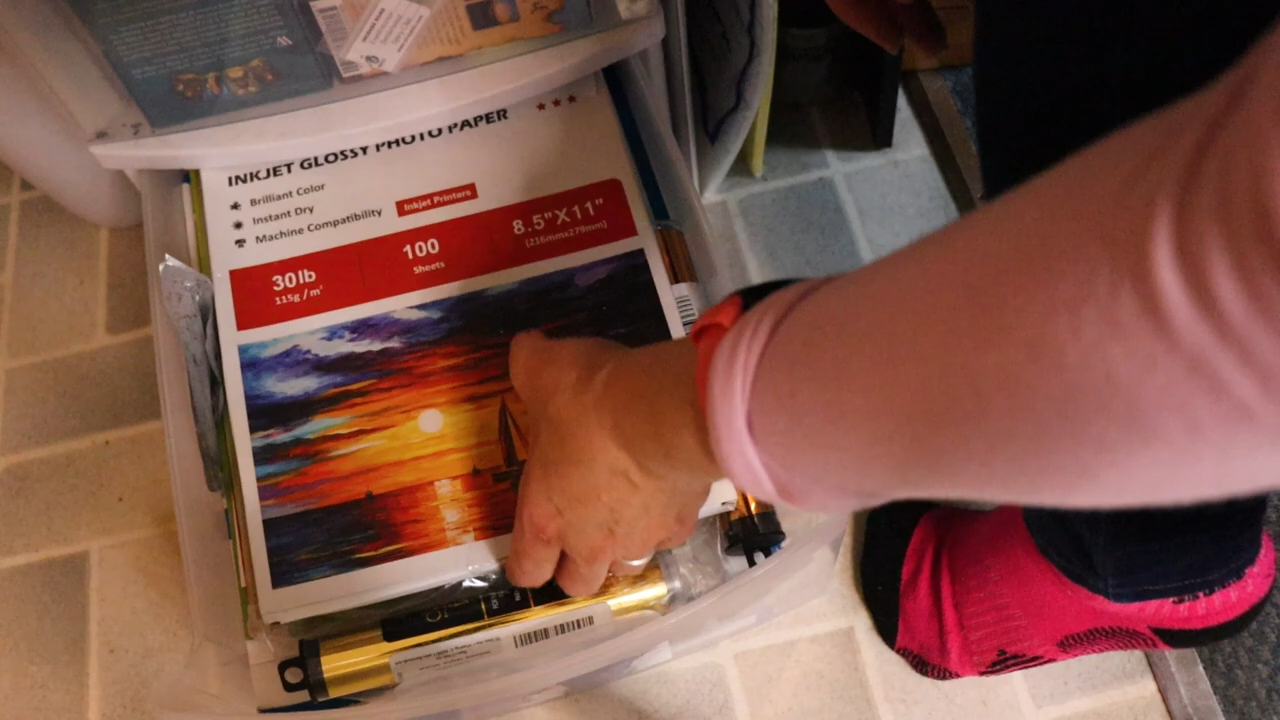 INKJET GLOSSY PHOTO PAPER
Brilliant Color
Instant Dry
Machine Compatibility
Inkjet Printers
30lb
115g / m²
100
Sheets
8.5"X11"
(216mmx279mm)